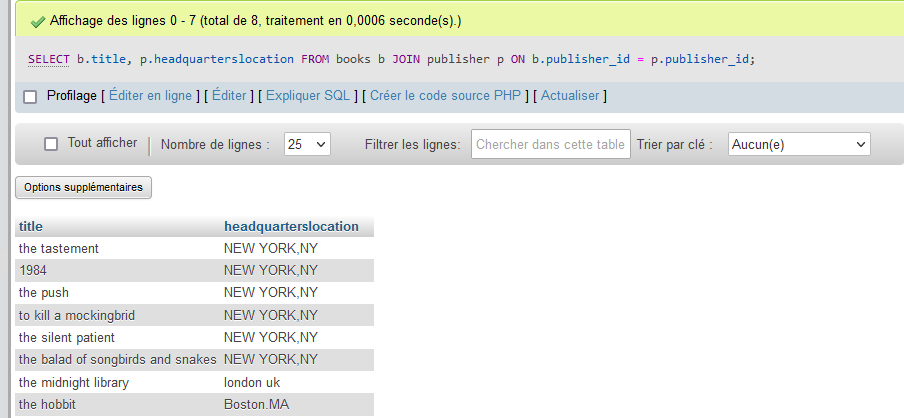 Affichage des lignes 0 - 7 (total de 8, traitement en 0,0006 seconde(s).)
SELECT b.title, p.headquarterslocation FROM books b JOIN publisher p ON b.publisher_id = p.publisher_id;
Profilage [ Éditer en ligne ] [ Éditer ] [ Expliquer SQL ] [ Créer le code source PHP ] [ Actualiser ]
Tout afficher Nombre de lignes : 25 Filtrer les lignes: Chercher dans cette table Trier par clé : Aucun(e)
Options supplémentaires
title headquarterslocation
the tastement NEW YORK,NY
1984 NEW YORK,NY
the push NEW YORK,NY
to kill a mockingbrid NEW YORK,NY
the silent patient NEW YORK,NY
the balad of songbirds and snakes NEW YORK,NY
the midnight library london uk
the hobbit Boston.MA